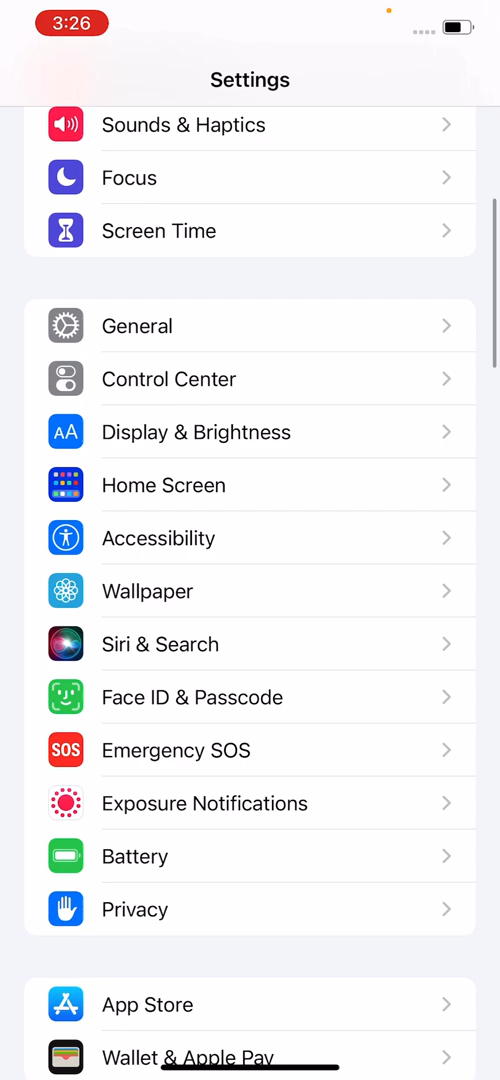 3:26
Settings
Sounds & Haptics
Focus
Screen Time
General
Control Center
AA Display & Brightness
Home Screen
Accessibility
Wallpaper
Siri & Search
Face ID & Passcode
SOS Emergency SOS
Exposure Notifications
Battery
Privacy
App Store
Wallet & Apple Pay